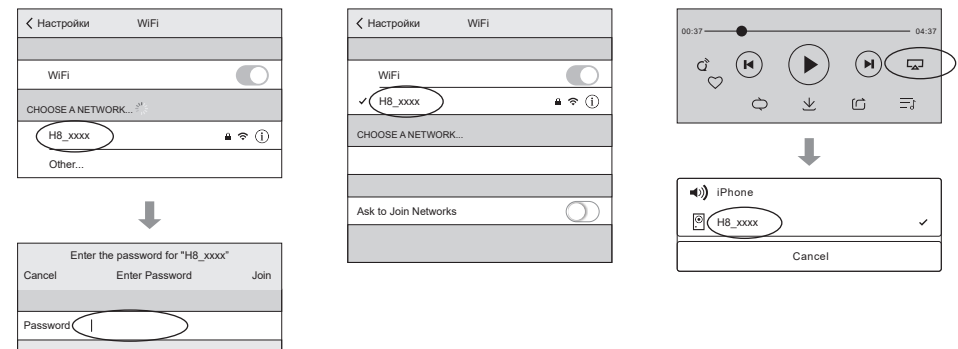 Настройки WiFi
WiFi
CHOOSE A NETWORK...
H8_xxxx
Other...
Enter the password for "H8_xxxx"
Cancel Enter Password Join
Password
Настройки WiFi
WiFi
H8_xxxx
CHOOSE A NETWORK...
Ask to Join Networks
00:37 04:37
iPhone
H8_xxxx
Cancel